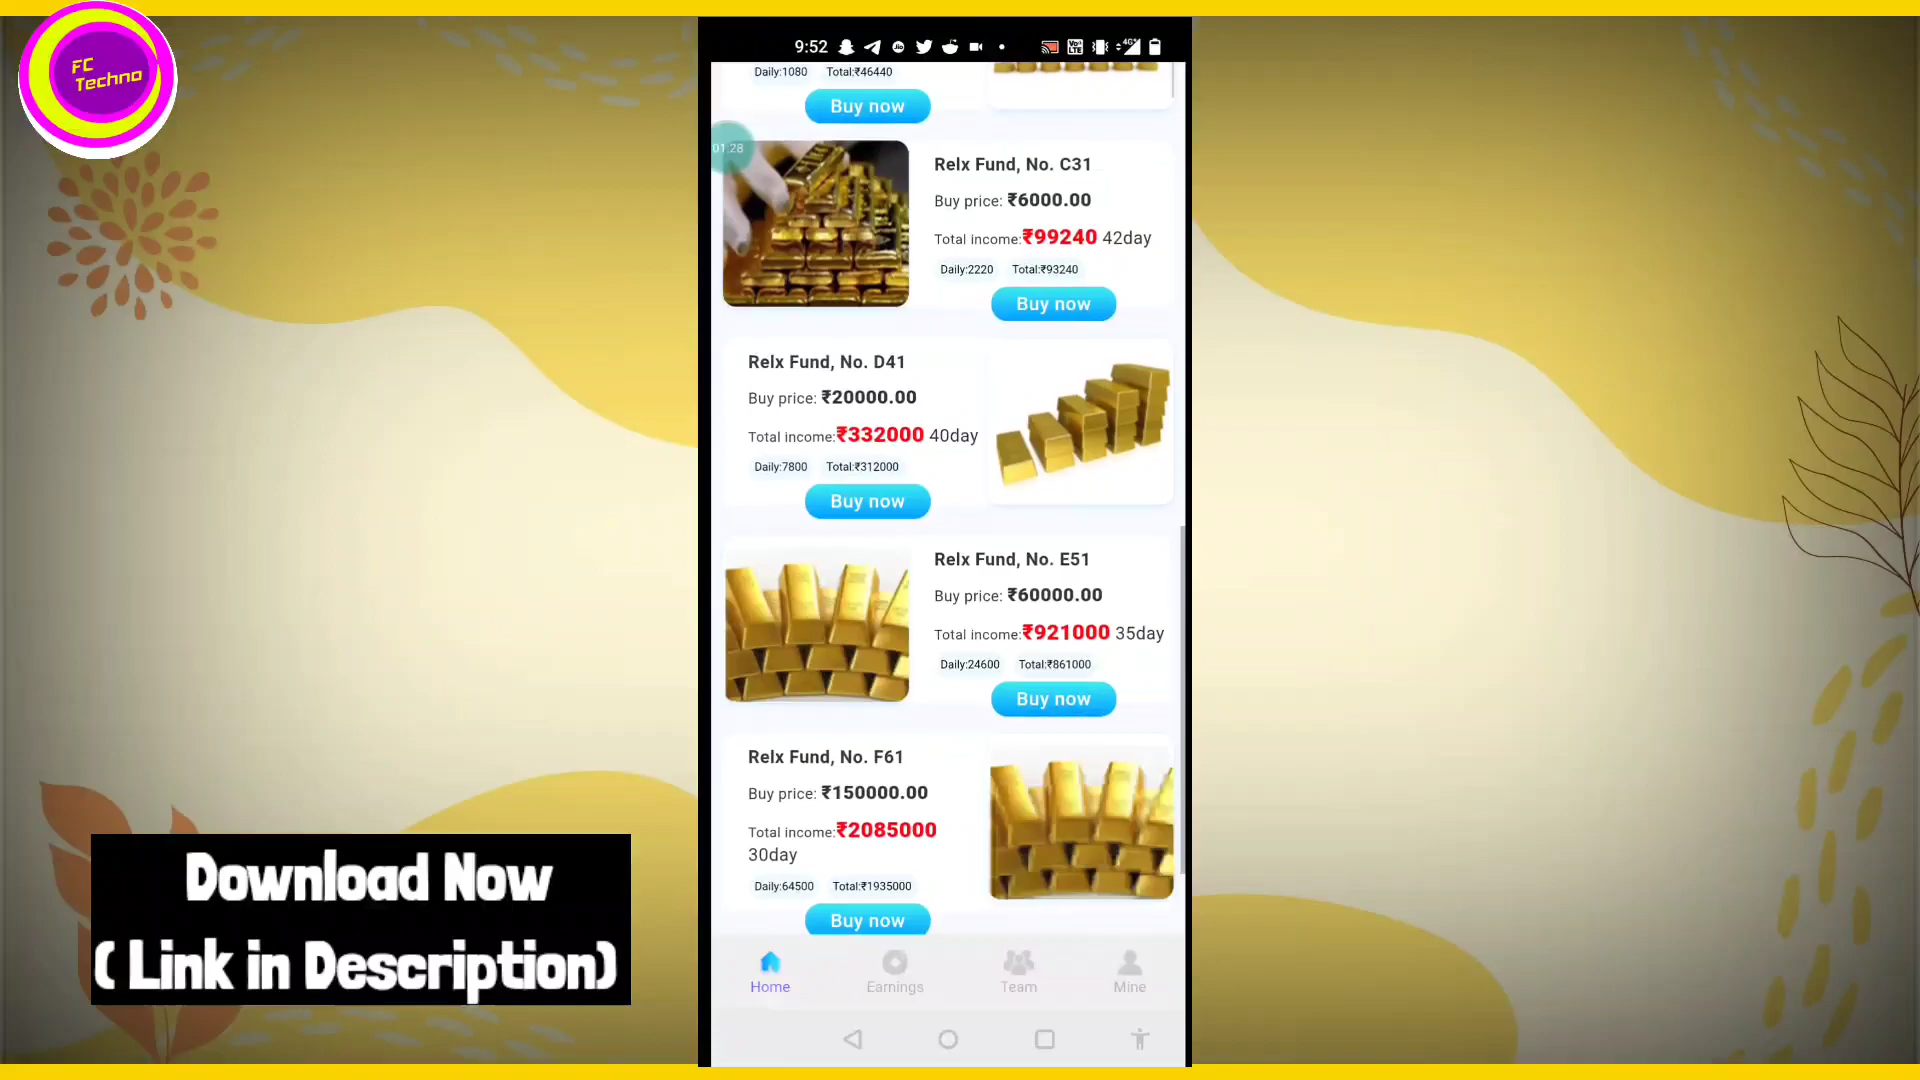 FC
Techno
9:52
4G+
Vo
LTE
Daily:1080 Total:₹46440
Buy now
01:28
Relx Fund, No. C31
Buy price: ₹6000.00
Total income:₹99240 42day
Daily:2220 Total:₹93240
Buy now
Relx Fund, No. D41
Buy price: ₹20000.00
Total income:₹332000 40day
Daily:7800 Total:₹312000
Buy now
Relx Fund, No. E51
Buy price: ₹60000.00
Total income:₹921000 35day
Daily:24600 Total:₹861000
Buy now
Relx Fund, No. F61
Buy price: ₹150000.00
Total income:₹2085000
30day
Daily:64500 Total:₹1935000
Buy now
Home Earnings Team Mine
Download Now
( Link in Description)